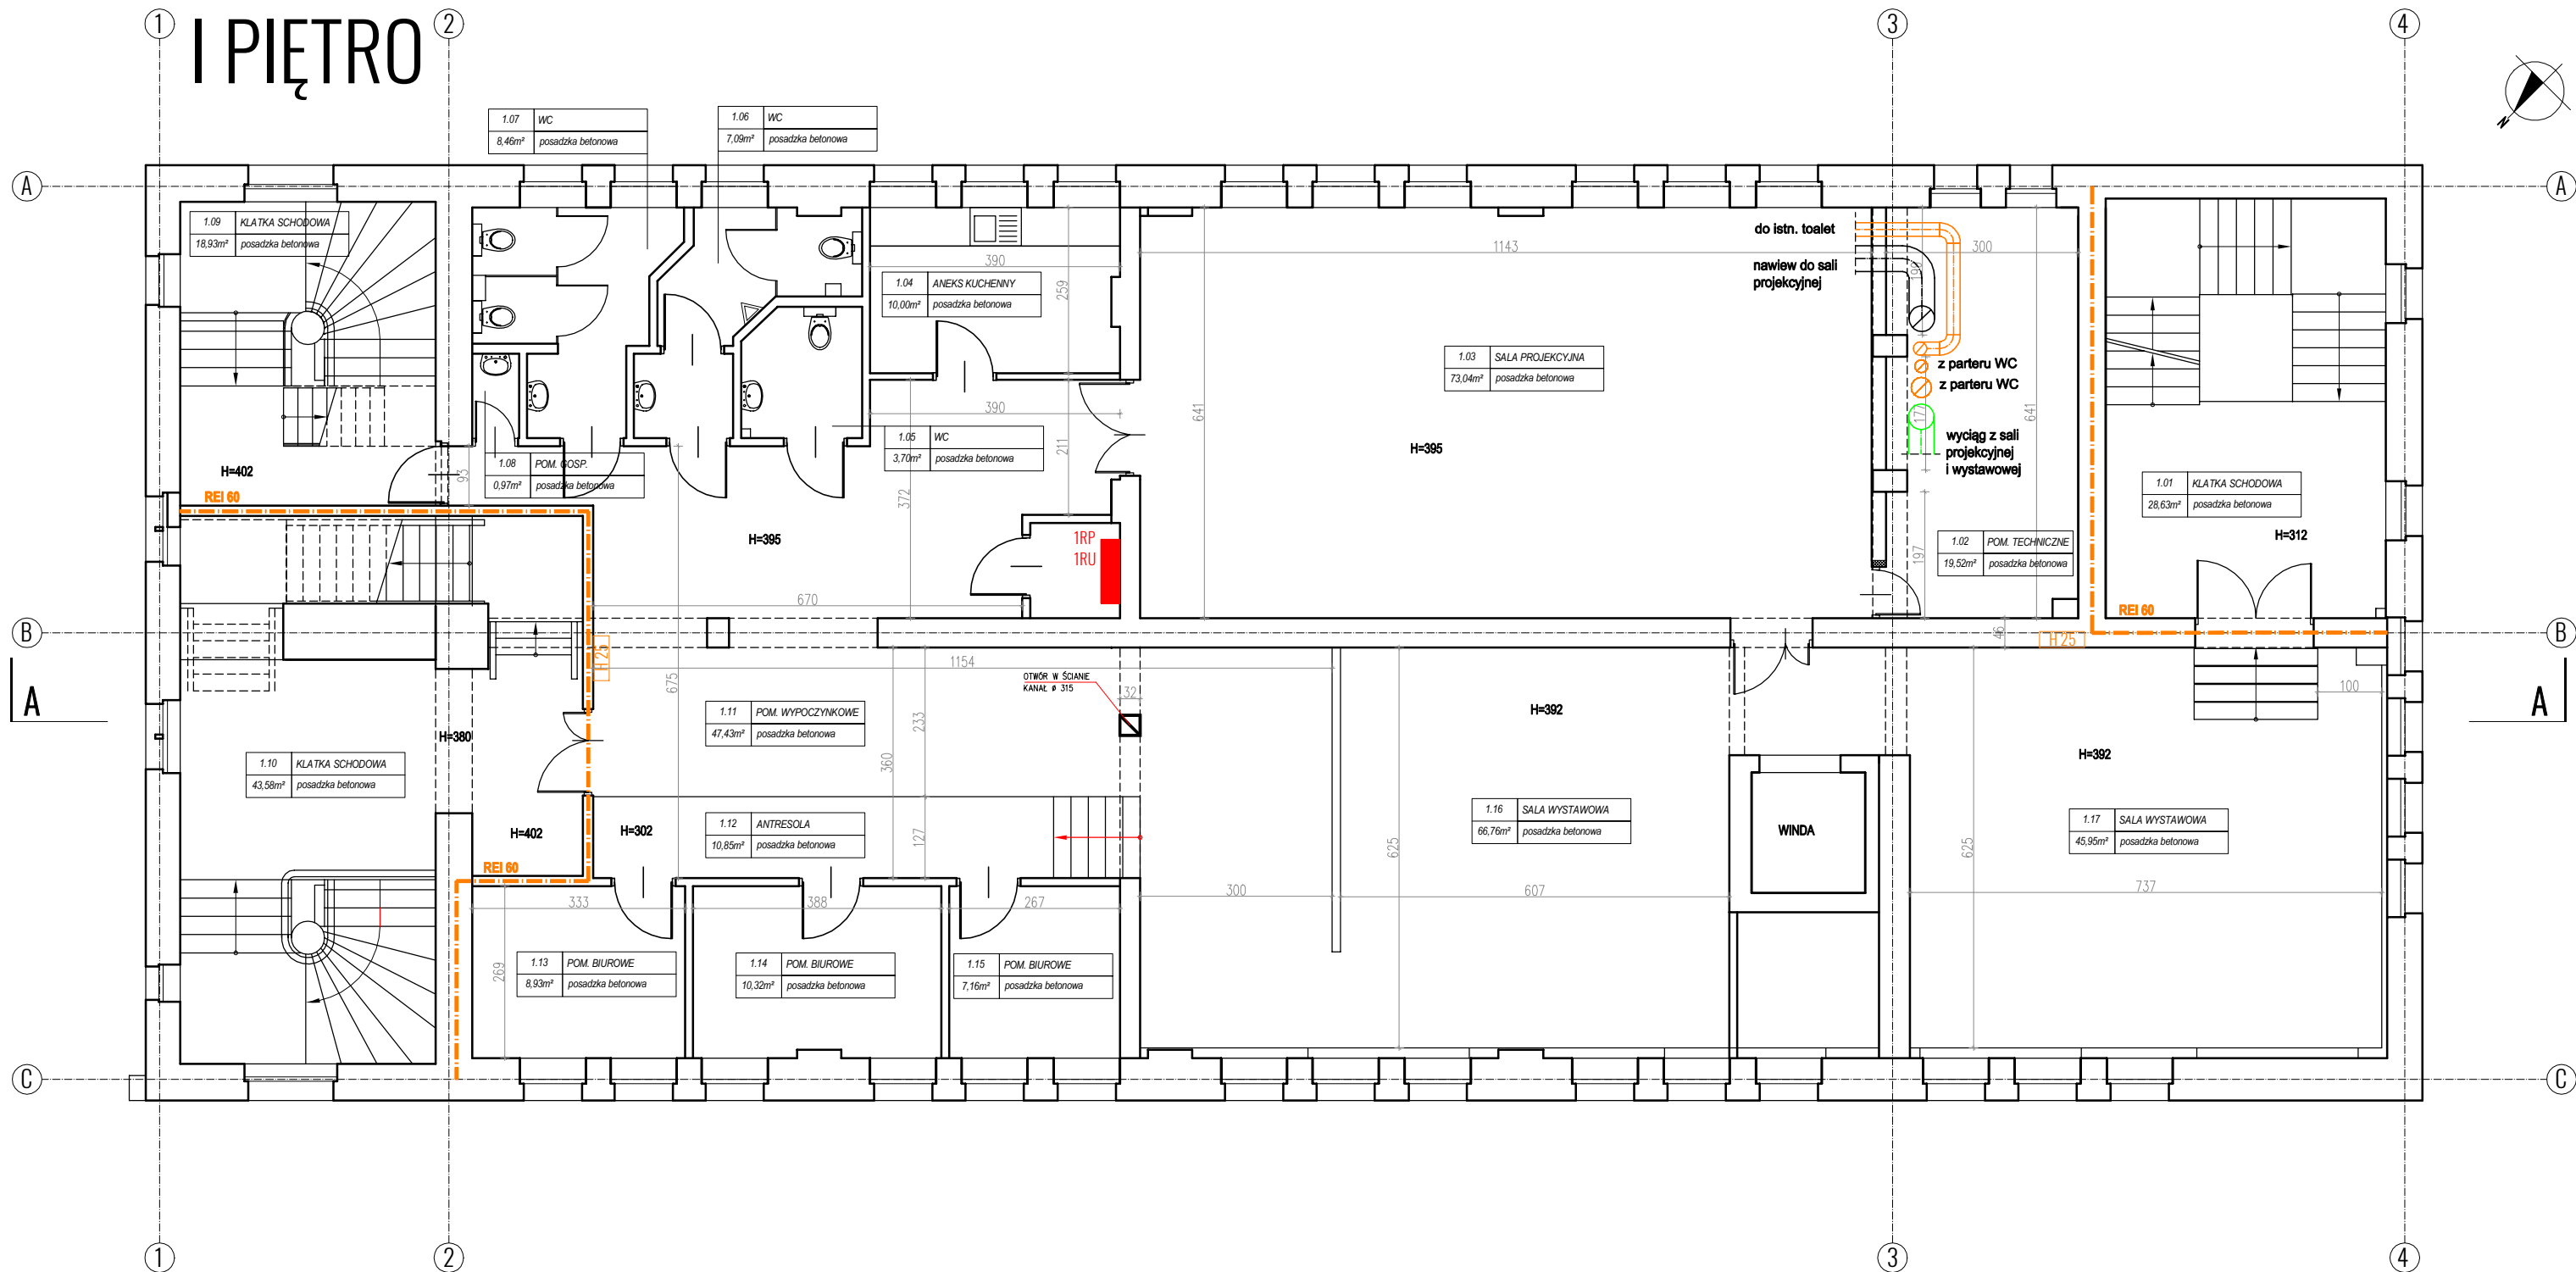 I PIĘTRO
1
2
3
4
A
A
B
B
C
C
1
2
3
4
N
A
A
1.07 WC
8,46m² posadzka betonowa
1.06 WC
7,09m² posadzka betonowa
1.09 KLATKA SCHODOWA
18,93m² posadzka betonowa
1.04 ANEKS KUCHENNY
10,00m² posadzka betonowa
390
259
1143
do istn. toalet
nawiew do sali
projekcyjnej
300
1.03 SALA PROJEKCYJNA
73,04m² posadzka betonowa
z parteru WC
z parteru WC
177
wyciąg z sali
projekcyjnej
i wystawowej
641
641
390
211
372
1.05 WC
3,70m² posadzka betonowa
1.08 POM. GOSP.
0,97m² posadzka betonowa
93
H=402
REI 60
H=395
H=395
1RP
1RU
1.01 KLATKA SCHODOWA
28,63m² posadzka betonowa
H=312
1.02 POM. TECHNICZNE
19,52m² posadzka betonowa
197
REI 60
H 25
46
670
H 25
1154
675
OTWÓR W ŚCIANIE
KANAŁ ø 315
32
233
360
127
1.11 POM. WYPOCZYNKOWE
47,43m² posadzka betonowa
H=392
100
H=380
H=392
1.10 KLATKA SCHODOWA
43,58m² posadzka betonowa
H=402
H=302
1.12 ANTRESOLA
10,85m² posadzka betonowa
1.16 SALA WYSTAWOWA
66,76m² posadzka betonowa
WINDA
1.17 SALA WYSTAWOWA
45,95m² posadzka betonowa
625
625
REI 60
333
388
267
300
607
737
269
1.13 POM. BIUROWE
8,93m² posadzka betonowa
1.14 POM. BIUROWE
10,32m² posadzka betonowa
1.15 POM. BIUROWE
7,16m² posadzka betonowa